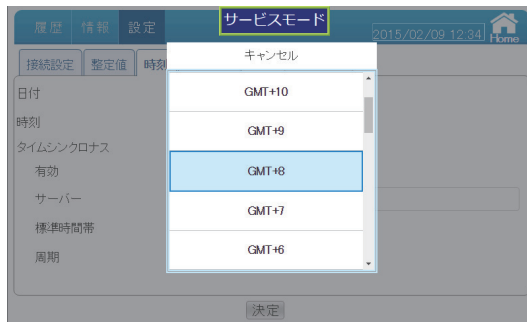 履歴 情報 設定 サービスモード 2015/02/09 12:34 Home
接続設定 整定値 時刻 キャンセル
日付
時刻
タイムシンクロナス
有効
サーバー
標準時間帯
周期
GMT+10
GMT+9
GMT+8
GMT+7
GMT+6
決定